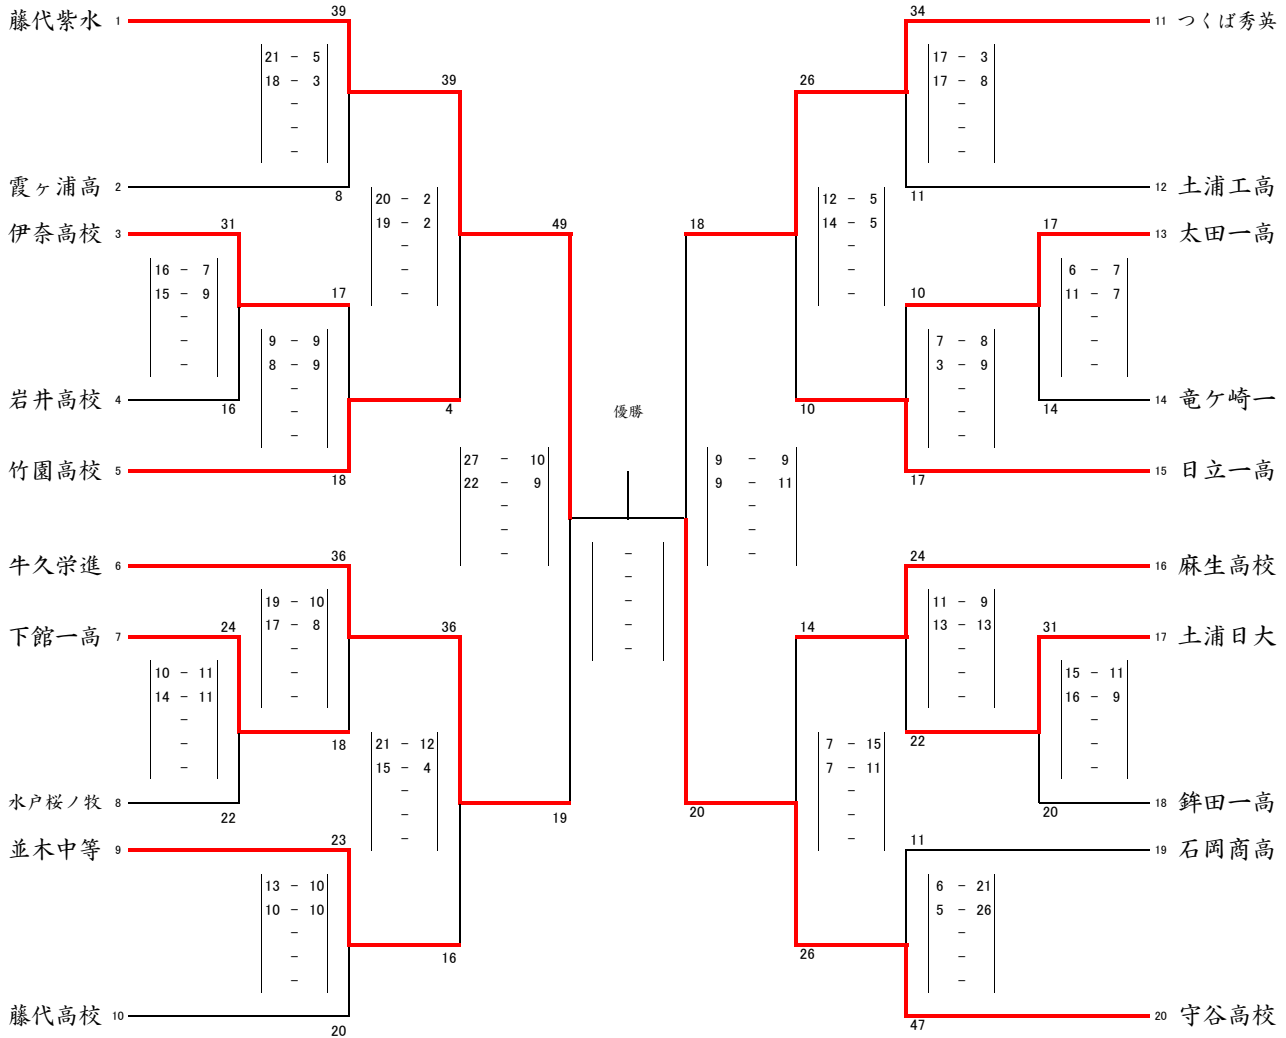 藤代紫水 1 39
21 - 5
18 - 3
-
-
-
霞ヶ浦高 2 8
39
伊奈高校 3 31
16 - 7
15 - 9
-
-
-
岩井高校 4 16
17
9 - 9
8 - 9
-
-
-
竹園高校 5 18
20 - 2
19 - 2
-
-
-
4
49
27 - 10
22 - 9
-
-
-
牛久栄進 6 36
19 - 10
17 - 8
-
-
-
下館一高 7 24
10 - 11
14 - 11
-
-
-
水戸桜ノ牧 8 22
18
36
21 - 12
15 - 4
-
-
-
19
並木中等 9 23
13 - 10
10 - 10
-
-
-
藤代高校 10 20
16
優勝
-
-
-
-
-
34 11 つくば秀英
17 - 3
17 - 8
-
-
-
11 12 土浦工高
26
12 - 5
14 - 5
-
-
-
17 13 太田一高
6 - 7
11 - 7
-
-
-
14 14 竜ケ崎一
10
7 - 8
3 - 9
-
-
-
17 15 日立一高
10
18
9 - 9
9 - 11
-
-
-
24 16 麻生高校
11 - 9
13 - 13
-
-
-
31 17 土浦日大
15 - 11
16 - 9
-
-
-
20 18 鉾田一高
22
14
7 - 15
7 - 11
-
-
-
20
11 19 石岡商高
6 - 21
5 - 26
-
-
-
47 20 守谷高校
26